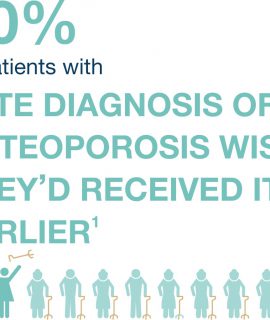 0%
atients with
TE DIAGNOSIS OF
TEOPOROSIS WIS
EY’D RECEIVED IT
RLIER¹